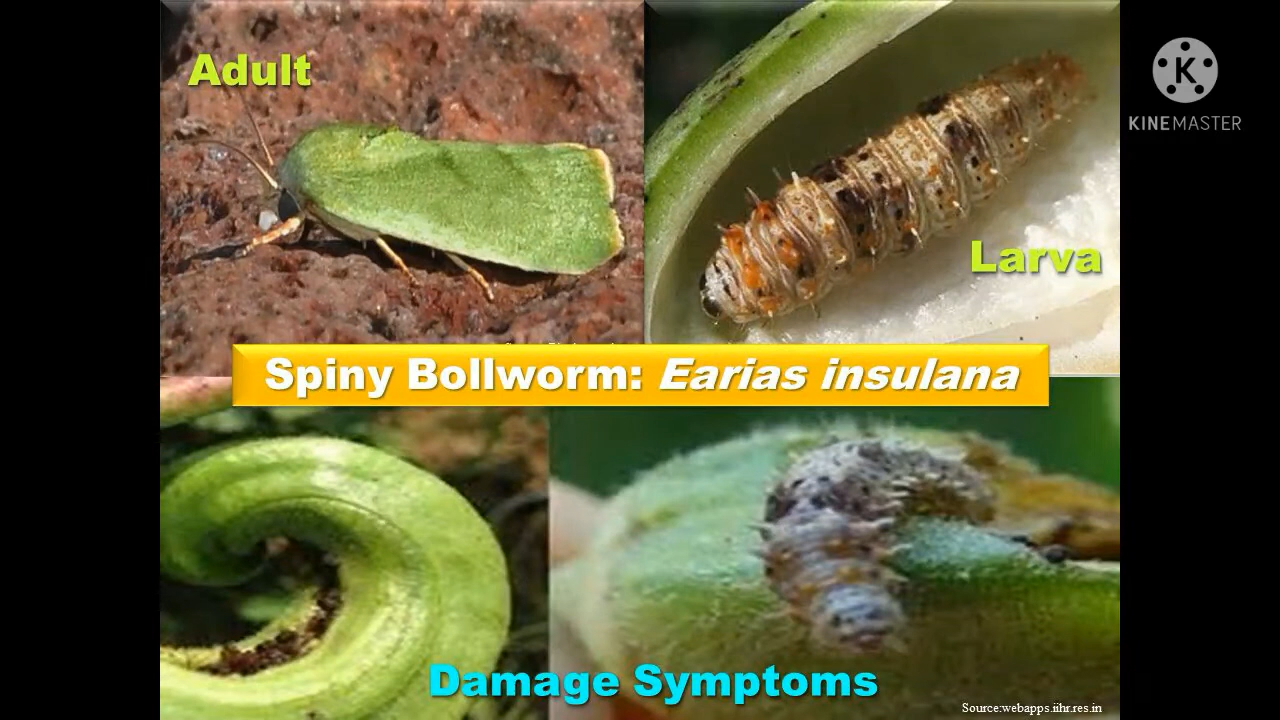 Adult
KINEMASTER
Larva
Spiny Bollworm: Earias insulana
Damage Symptoms
Source:webapps.iihr.res.in